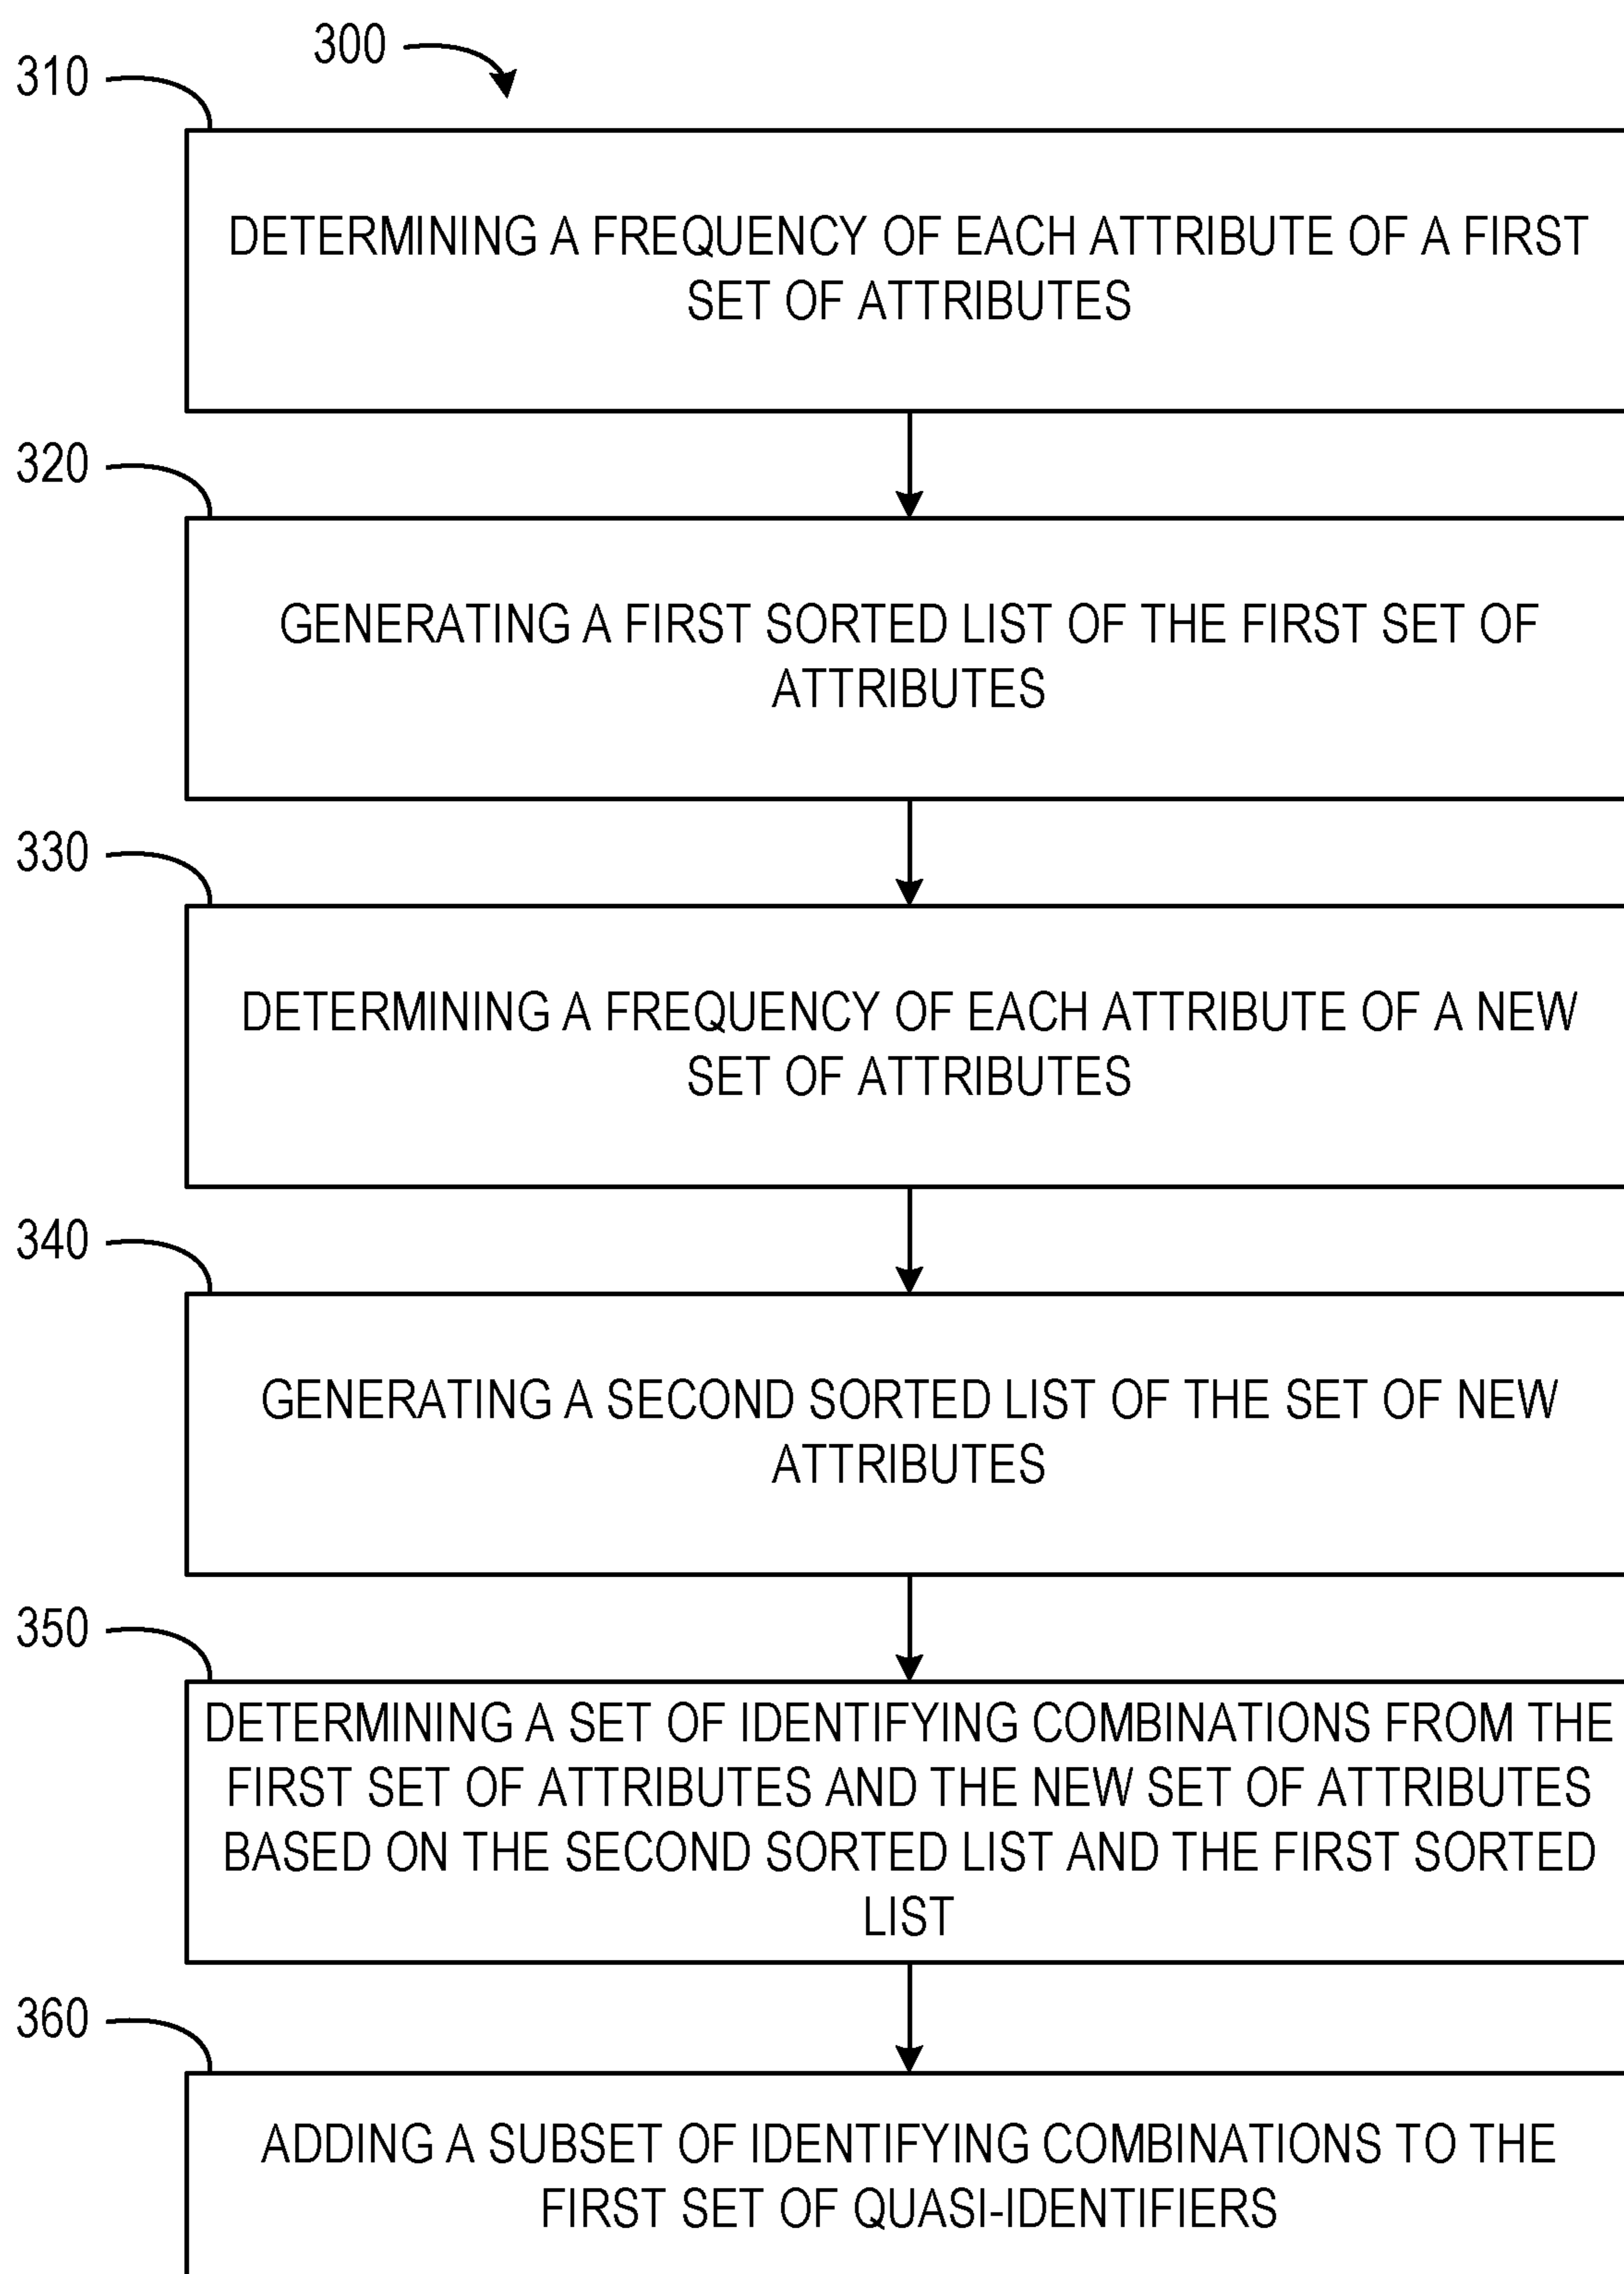 300
310
DETERMINING A FREQUENCY OF EACH ATTRIBUTE OF A FIRST
SET OF ATTRIBUTES
320
GENERATING A FIRST SORTED LIST OF THE FIRST SET OF
ATTRIBUTES
330
DETERMINING A FREQUENCY OF EACH ATTRIBUTE OF A NEW
SET OF ATTRIBUTES
340
GENERATING A SECOND SORTED LIST OF THE SET OF NEW
ATTRIBUTES
350
DETERMINING A SET OF IDENTIFYING COMBINATIONS FROM THE
FIRST SET OF ATTRIBUTES AND THE NEW SET OF ATTRIBUTES
BASED ON THE SECOND SORTED LIST AND THE FIRST SORTED
LIST
360
ADDING A SUBSET OF IDENTIFYING COMBINATIONS TO THE
FIRST SET OF QUASI-IDENTIFIERS